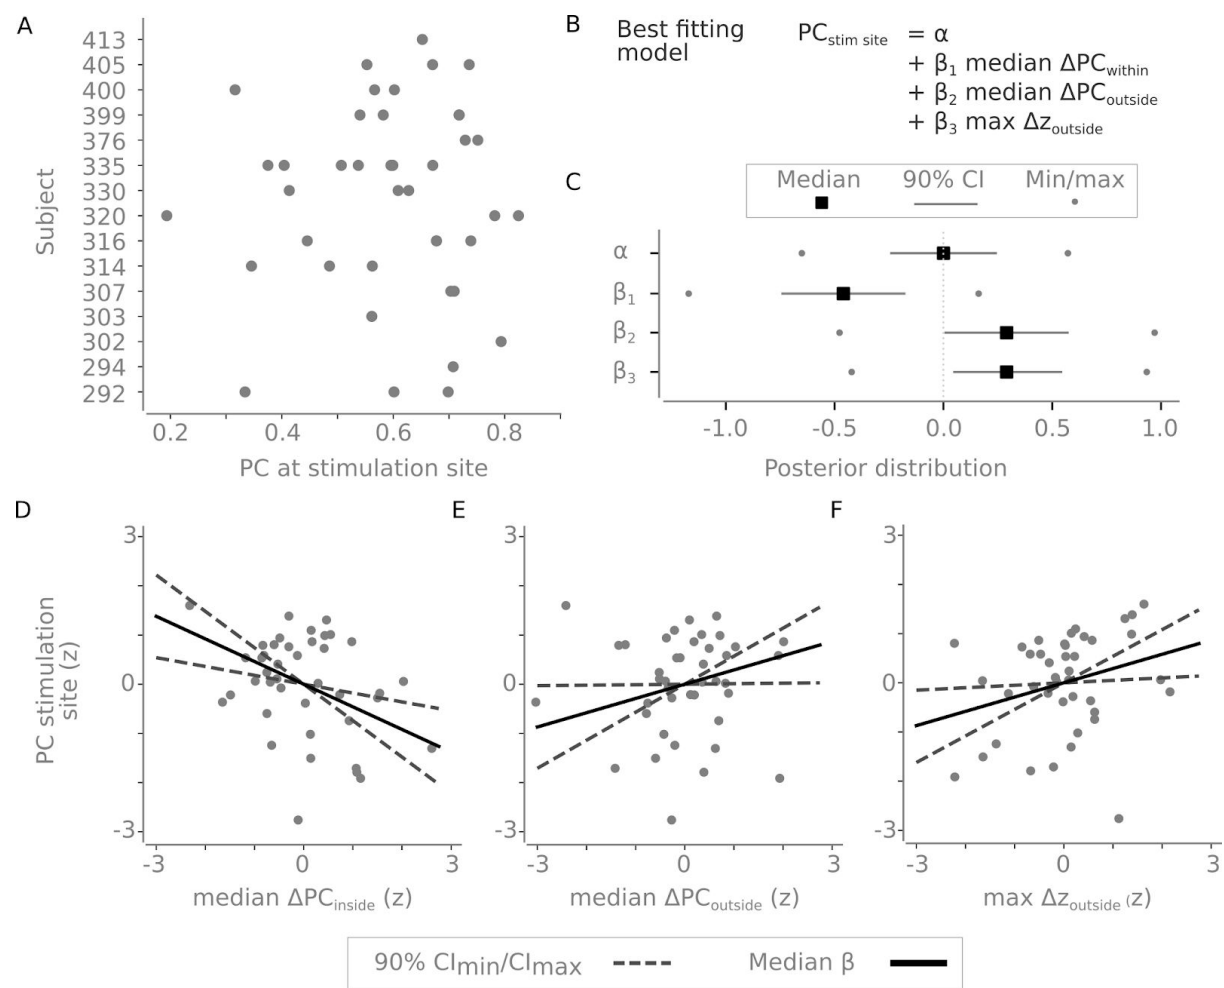 A
413
405
400
399
376
335
330
320
316
314
307
303
302
294
292
Subject
0.2 0.4 0.6 0.8
PC at stimulation site
B
Best fitting
model
PCstim site = α
+ β1 median ΔPCwithin
+ β2 median ΔPCoutside
+ β3 max Δzoutside
C
Median 90% CI Min/max
α
β1
β2
β3
-1.0 -0.5 0.0 0.5 1.0
Posterior distribution
D
3
0
-3
PC stimulation
site (z)
-3 0 3
median ΔPCinside (z)
E
3
0
-3
-3 0 3
median ΔPCoutside (z)
F
3
0
-3
-3 0 3
max Δzoutside (z)
90% CImin/CImax Median β